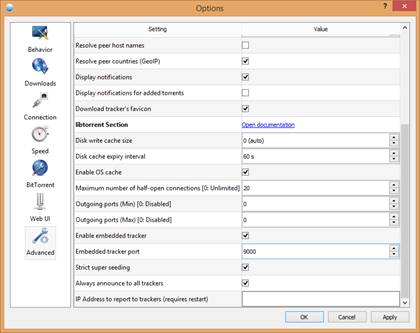 Options
Setting Value
Behavior
Downloads
Connection
Speed
BitTorrent
Web UI
Advanced
Resolve peer host names
Resolve peer countries (GeoIP)
Display notifications
Display notifications for added torrents
Download tracker's favicon
libtorrent Section Open documentation
Disk write cache size 0 (auto)
Disk cache expiry interval 60 s
Enable OS cache
Maximum number of half-open connections [0: Unlimited] 20
Outgoing ports (Min) [0: Disabled] 0
Outgoing ports (Max) [0: Disabled] 0
Enable embedded tracker
Embedded tracker port 9000
Strict super seeding
Always announce to all trackers
IP Address to report to trackers (requires restart)
OK Cancel Apply